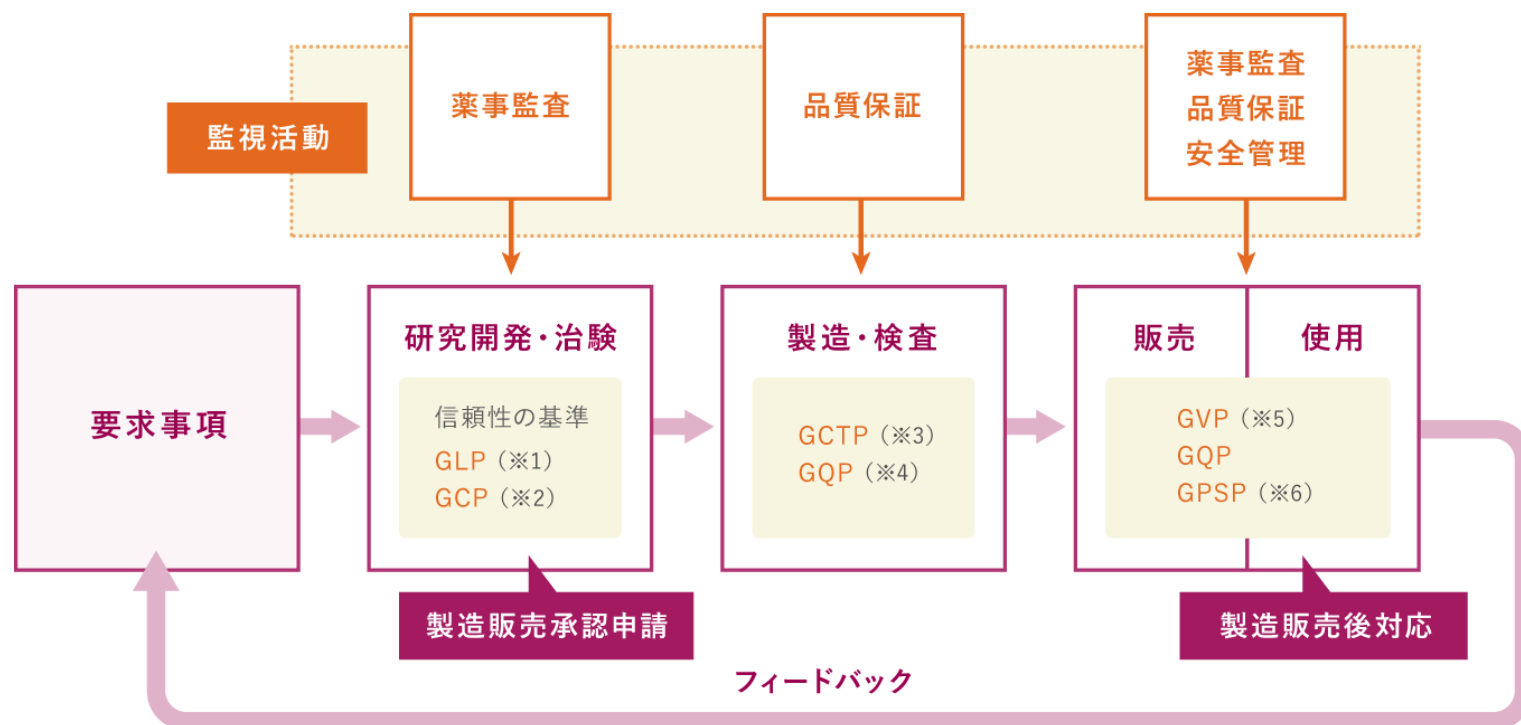 監視活動
薬事監査
品質保証
薬事監査
品質保証
安全管理
要求事項
研究開発・治験
信頼性の基準
GLP（※1）
GCP（※2）
製造販売承認申請
製造・検査
GCTP（※3）
GQP（※4）
販売
使用
GVP（※5）
GQP
GPSP（※6）
製造販売後対応
フィードバック